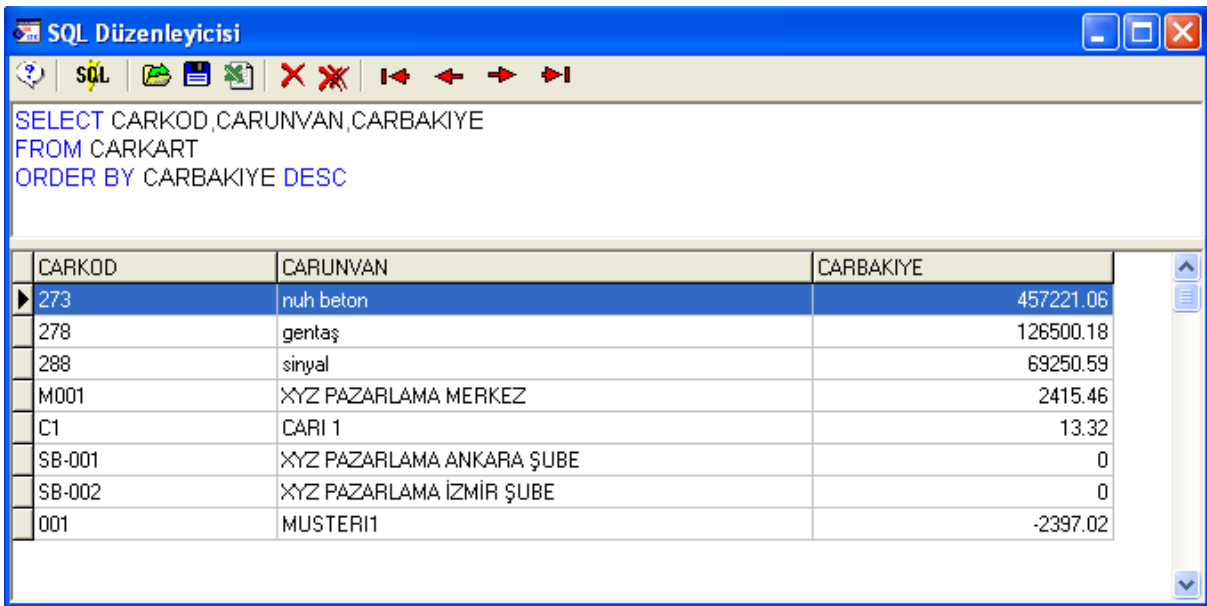 SQL Düzenleyicisi
SQL
SELECT CARKOD,CARUNVAN,CARBAKIYE
FROM CARKART
ORDER BY CARBAKIYE DESC
CARKOD CARUNVAN CARBAKIYE
273 nuh beton 457221.06
278 gentaş 126500.18
288 sinyal 69250.59
M001 XYZ PAZARLAMA MERKEZ 2415.46
C1 CARI 1 13.32
SB-001 XYZ PAZARLAMA ANKARA ŞUBE 0
SB-002 XYZ PAZARLAMA İZMİR ŞUBE 0
001 MUSTERI1 -2397.02